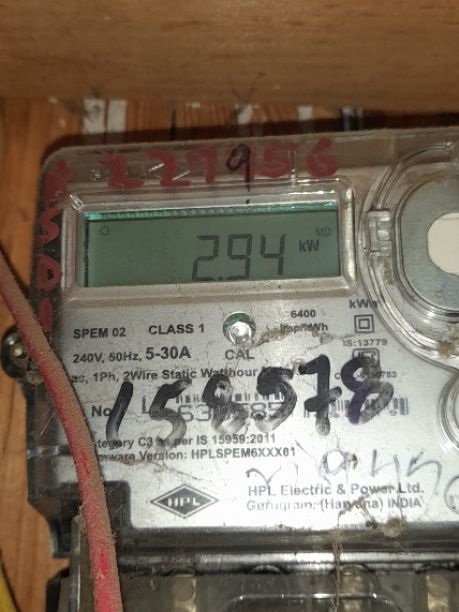 227956
MD
2.94 kW
kWh
6400
imp/kWh
SPEM 02 CLASS 1
IS:13779
240V, 50Hz, 5-30A CAL
1Ph, 2Wire Static Watthour
158578
No.
Category C3 as per IS 15959:2011
Firmware Version: HPLSPEM6XXX01
HPL
HPL Electric & Power Ltd.
Gurugram (Haryana) INDIA